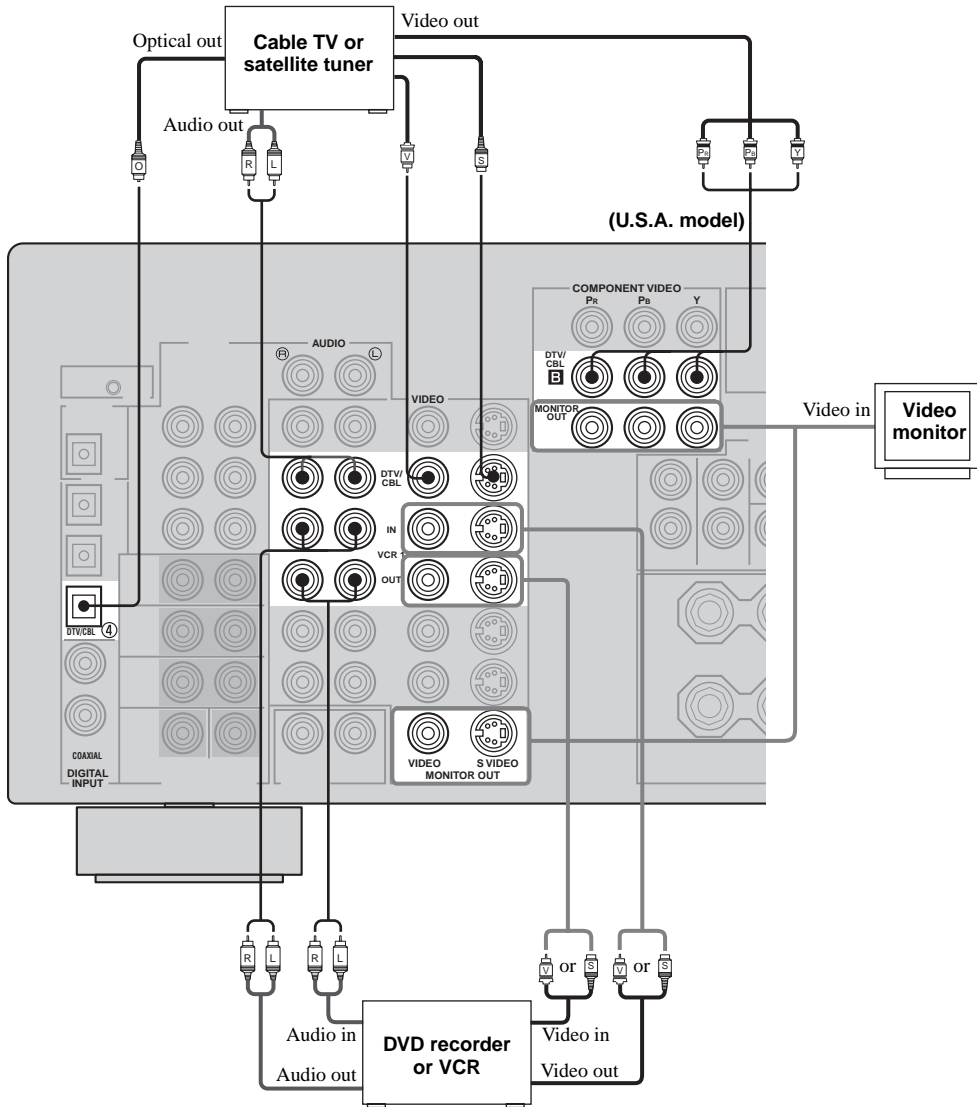 Optical out
Cable TV or
satellite tuner
Video out
Audio out
O
R
L
V
S
PR
PB
Y
(U.S.A. model)
COMPONENT VIDEO
PR
PB
Y
AUDIO
R
L
DTV/
CBL
B
VIDEO
MONITOR
OUT
Video in
Video
monitor
DTV/
CBL
IN
VCR 1
OUT
DTV/CBL
④
COAXIAL
DIGITAL
INPUT
VIDEO
S VIDEO
MONITOR OUT
R
L
R
L
V
or
S
V
or
S
Audio in
Audio out
DVD recorder
or VCR
Video in
Video out